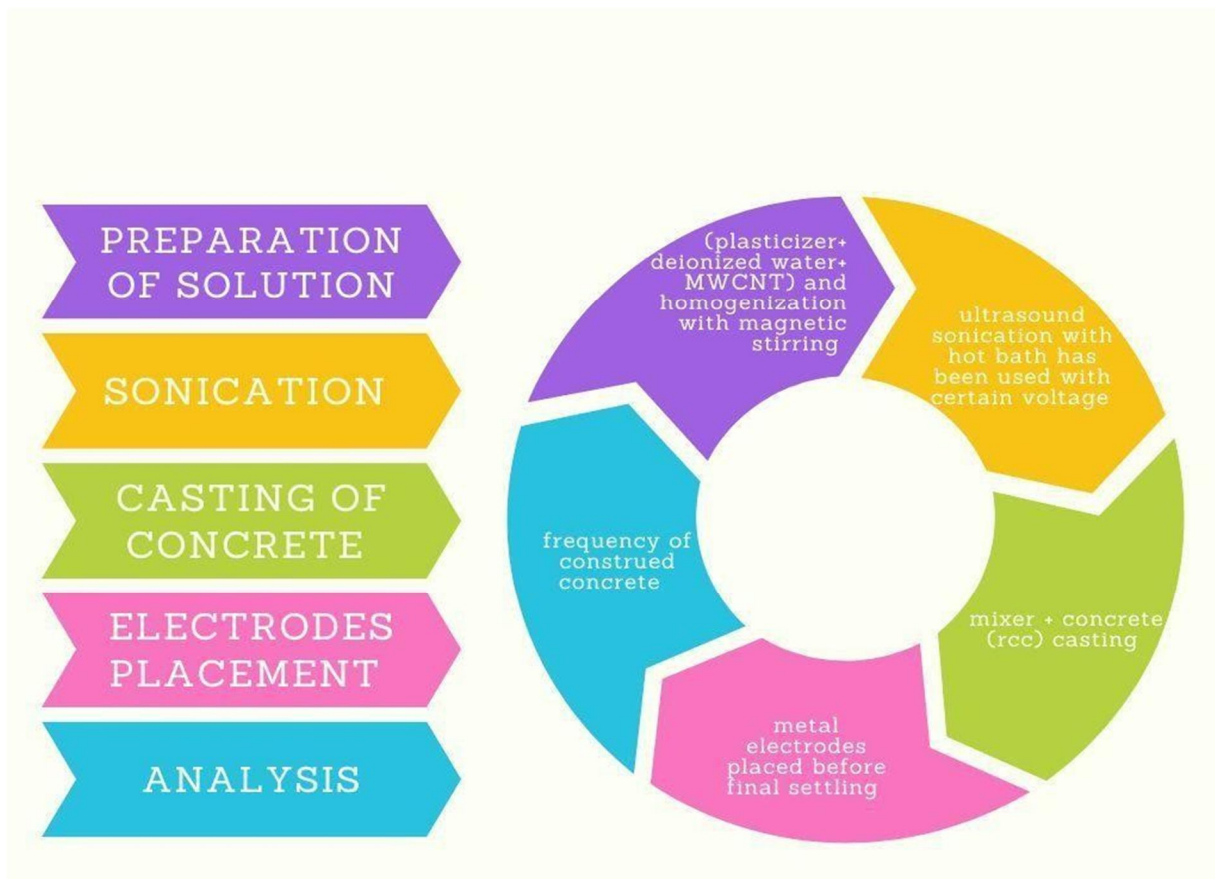 PREPARATION
OF SOLUTION
SONICATION
CASTING OF
CONCRETE
ELECTRODES
PLACEMENT
ANALYSIS
(plasticizer+
deionized water+
MWCNT) and
homogenization
with magnetic
stirring
ultrasound
sonication with
hot bath has
been used with
certain voltage
mixer + concrete
(rcc) casting
metal
electrodes
placed before
final settling
frequency of
construed
concrete